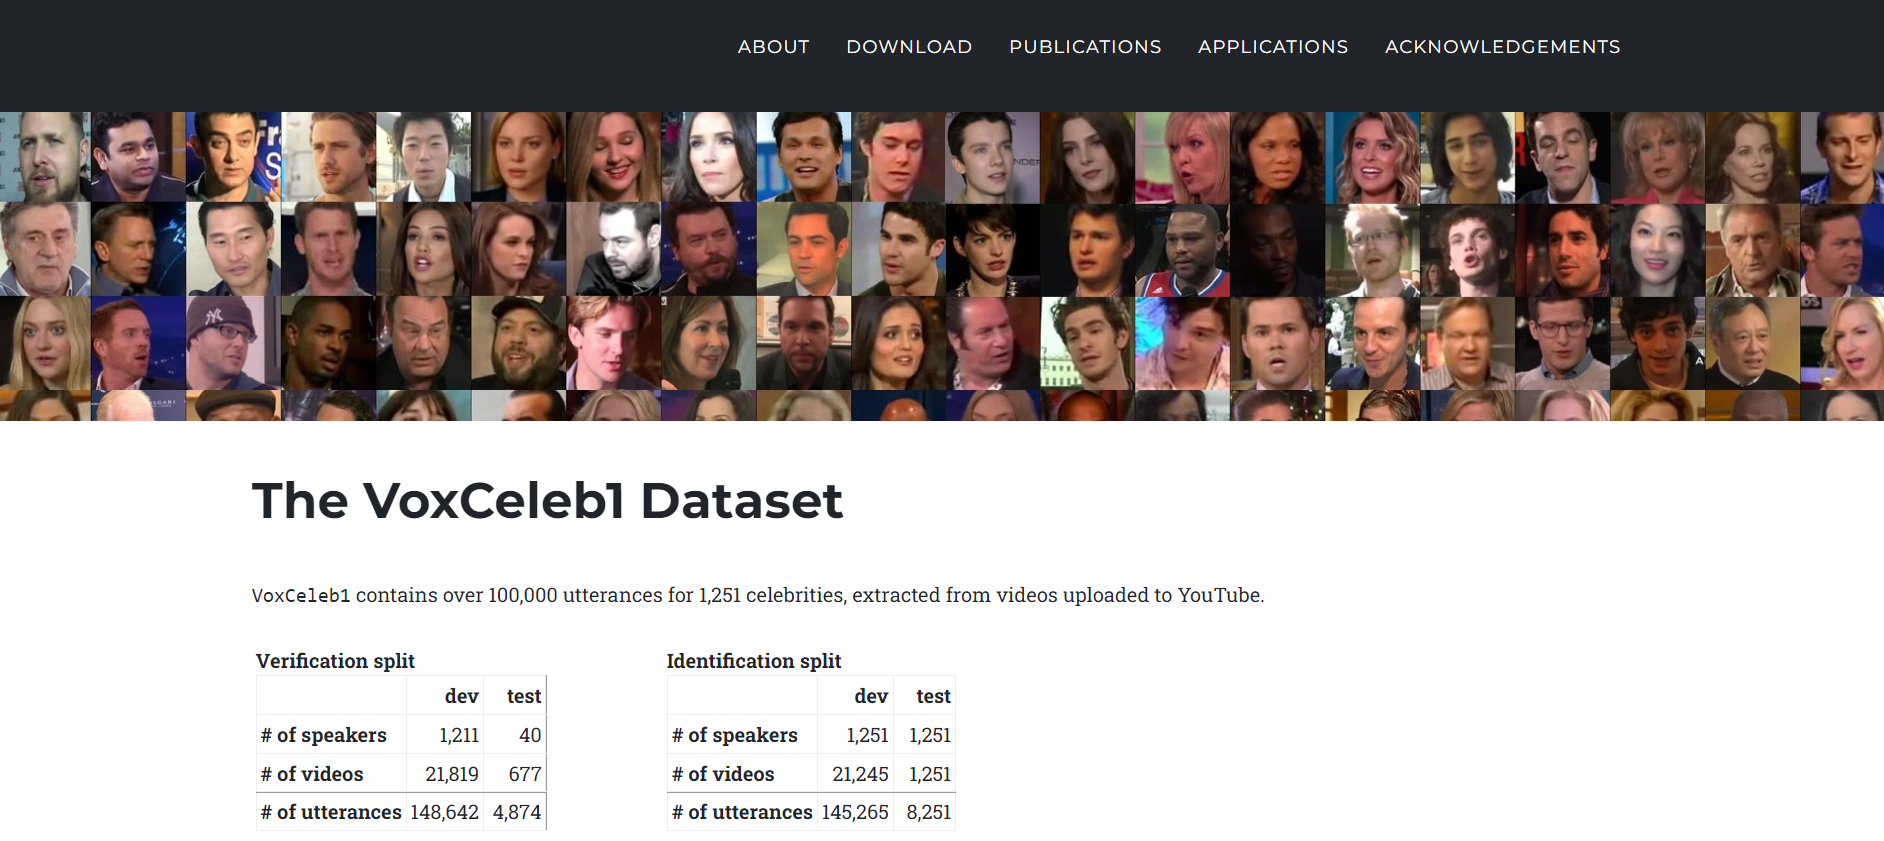 ABOUT DOWNLOAD PUBLICATIONS APPLICATIONS ACKNOWLEDGEMENTS
The VoxCeleb1 Dataset
VoxCeleb1 contains over 100,000 utterances for 1,251 celebrities, extracted from videos uploaded to YouTube.
Verification split
dev test
# of speakers 1,211 40
# of videos 21,819 677
# of utterances 148,642 4,874
Identification split
dev test
# of speakers 1,251 1,251
# of videos 21,245 1,251
# of utterances 145,265 8,251